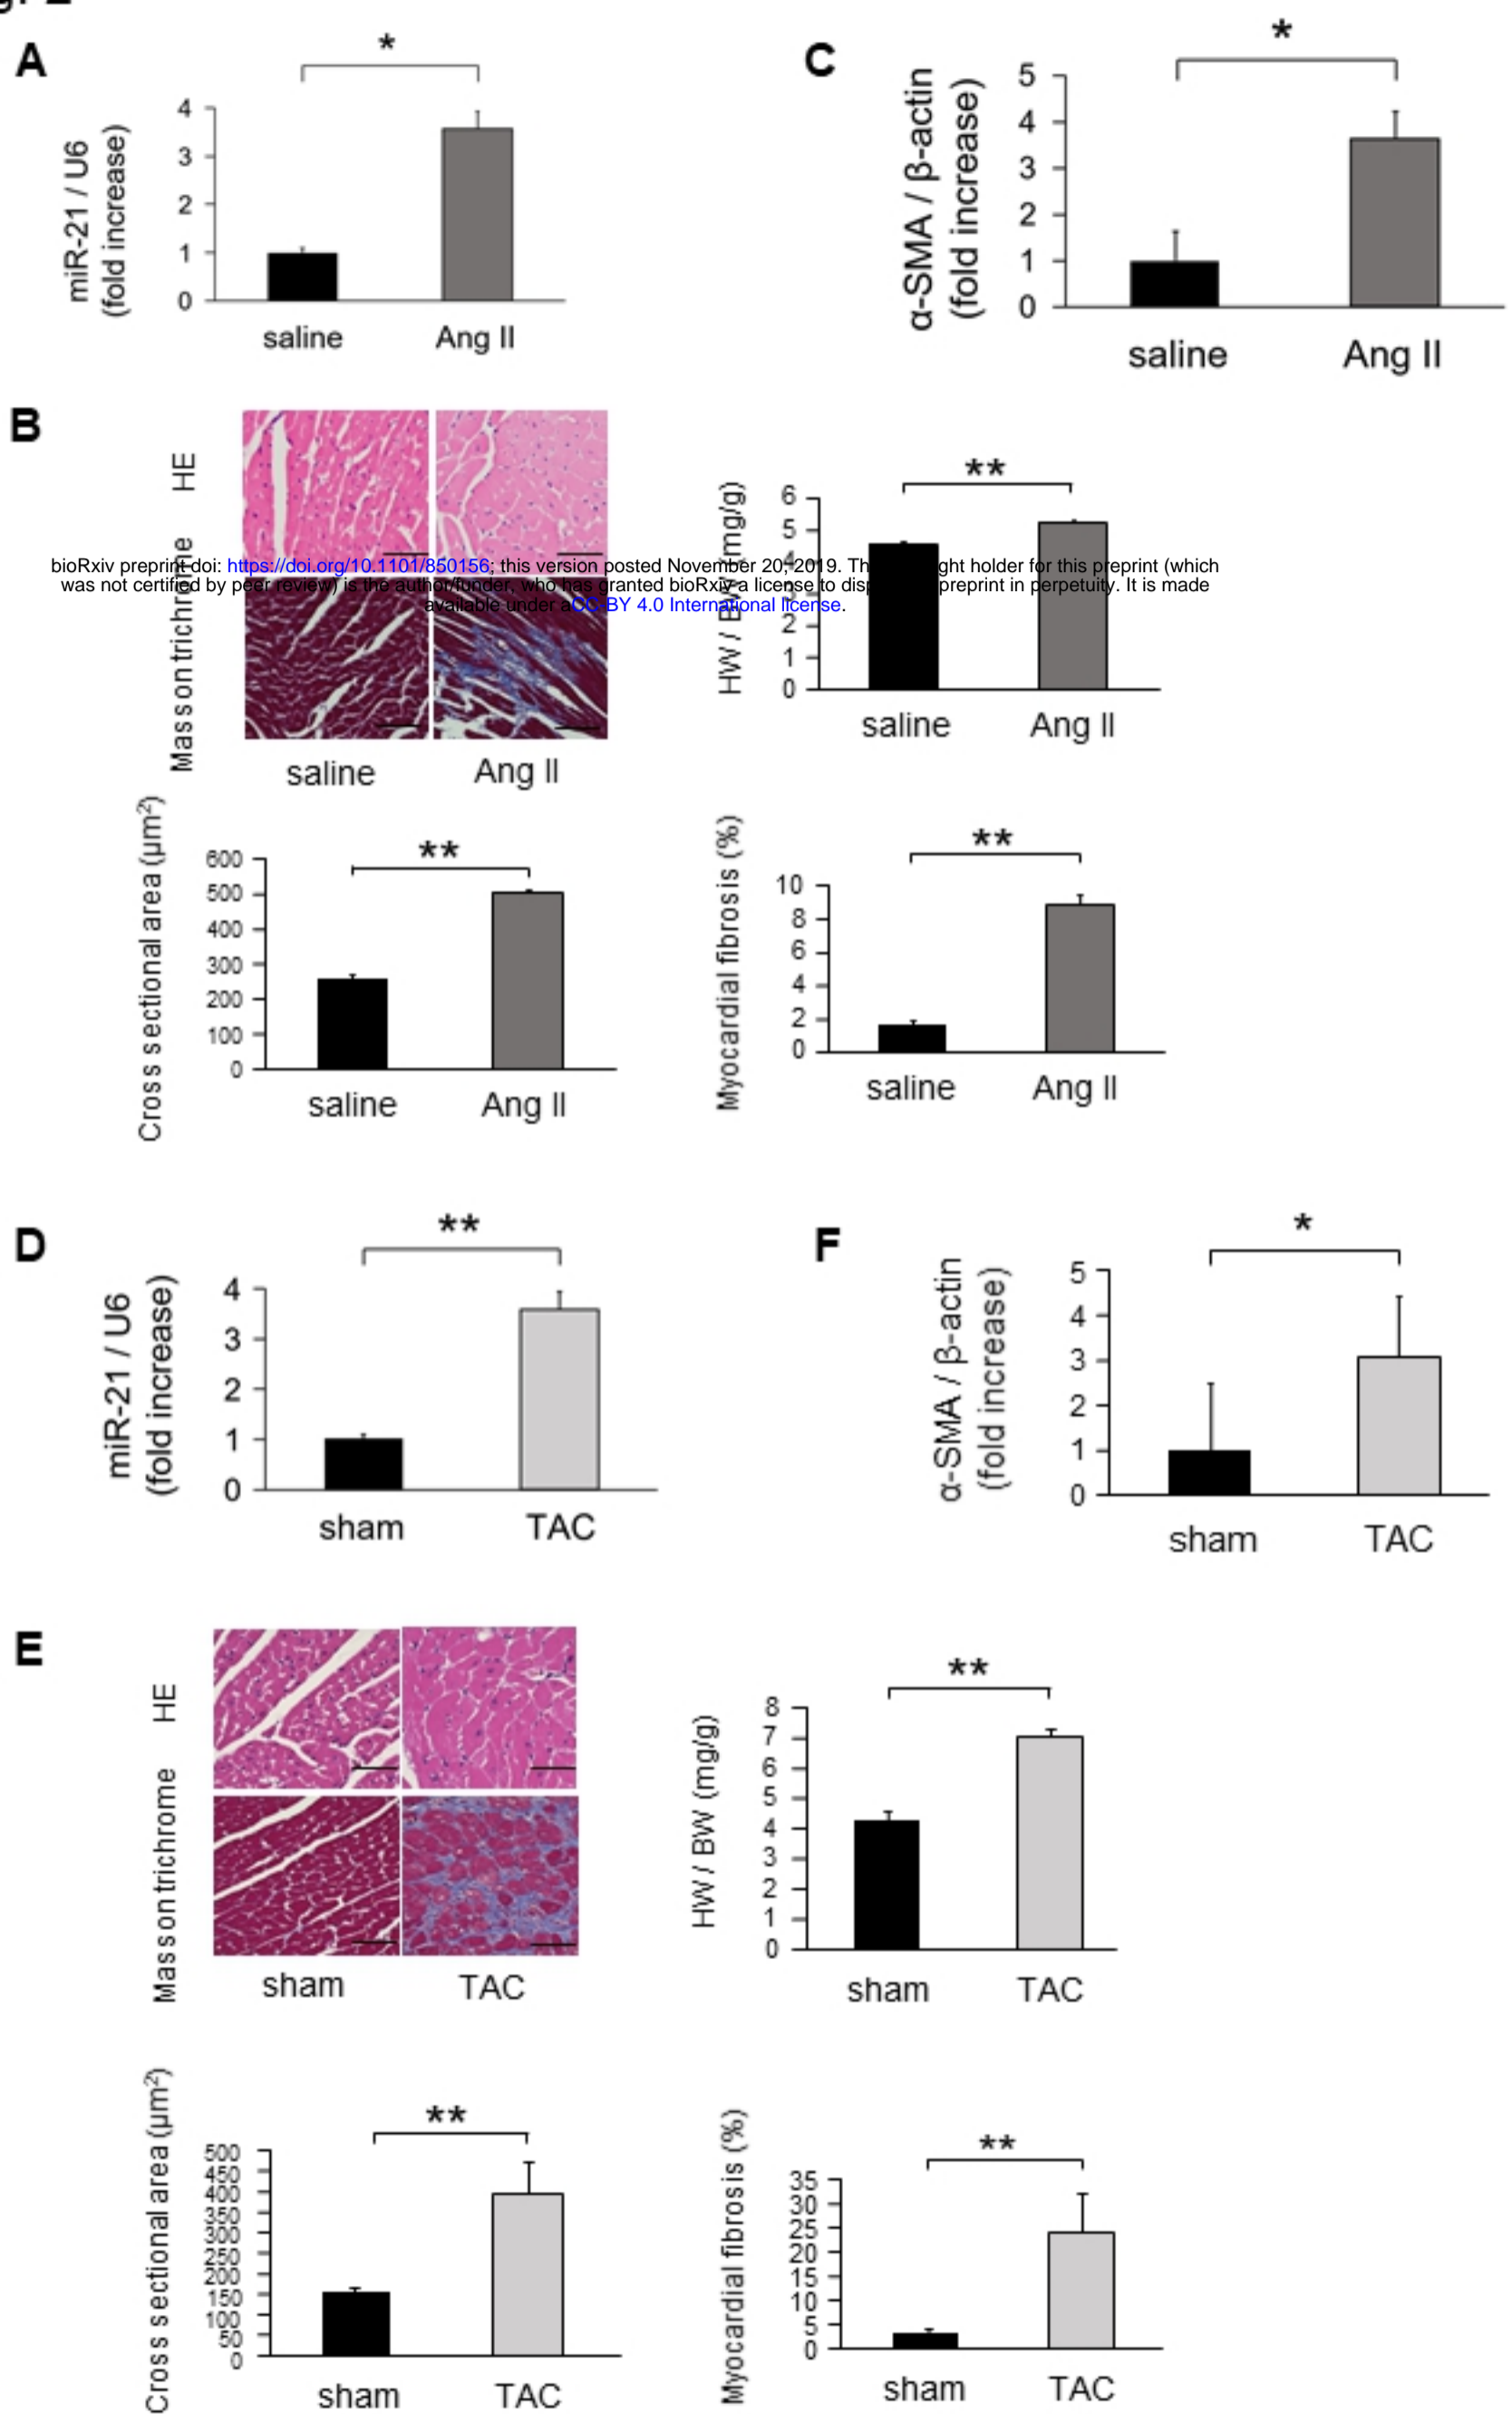 A
*
miR-21 / U6
(fold increase)
4
3
2
1
0
saline
Ang II
C
*
α-SMA / β-actin
(fold increase)
5
4
3
2
1
0
saline
Ang II
B
HE
Masson trichrome
saline
Ang II
**
HW / BW (mg/g)
6
5
4
3
2
1
0
saline
Ang II
bioRxiv preprint doi: https://doi.org/10.1101/850156; this version posted November 20, 2019. The copyright holder for this preprint (which
was not certified by peer review) is the author/funder, who has granted bioRxiv a license to display the preprint in perpetuity. It is made
available under aCC-BY 4.0 International license.
**
Cross sectional area (μm²)
600
500
400
300
200
100
0
saline
Ang II
**
Myocardial fibrosis (%)
10
8
6
4
2
0
saline
Ang II
D
**
miR-21 / U6
(fold increase)
4
3
2
1
0
sham
TAC
F
*
α-SMA / β-actin
(fold increase)
5
4
3
2
1
0
sham
TAC
E
HE
Masson trichrome
sham
TAC
**
HW / BW (mg/g)
8
7
6
5
4
3
2
1
0
sham
TAC
**
Cross sectional area (μm²)
500
450
400
350
300
250
200
150
100
50
0
sham
TAC
**
Myocardial fibrosis (%)
35
30
25
20
15
10
5
0
sham
TAC